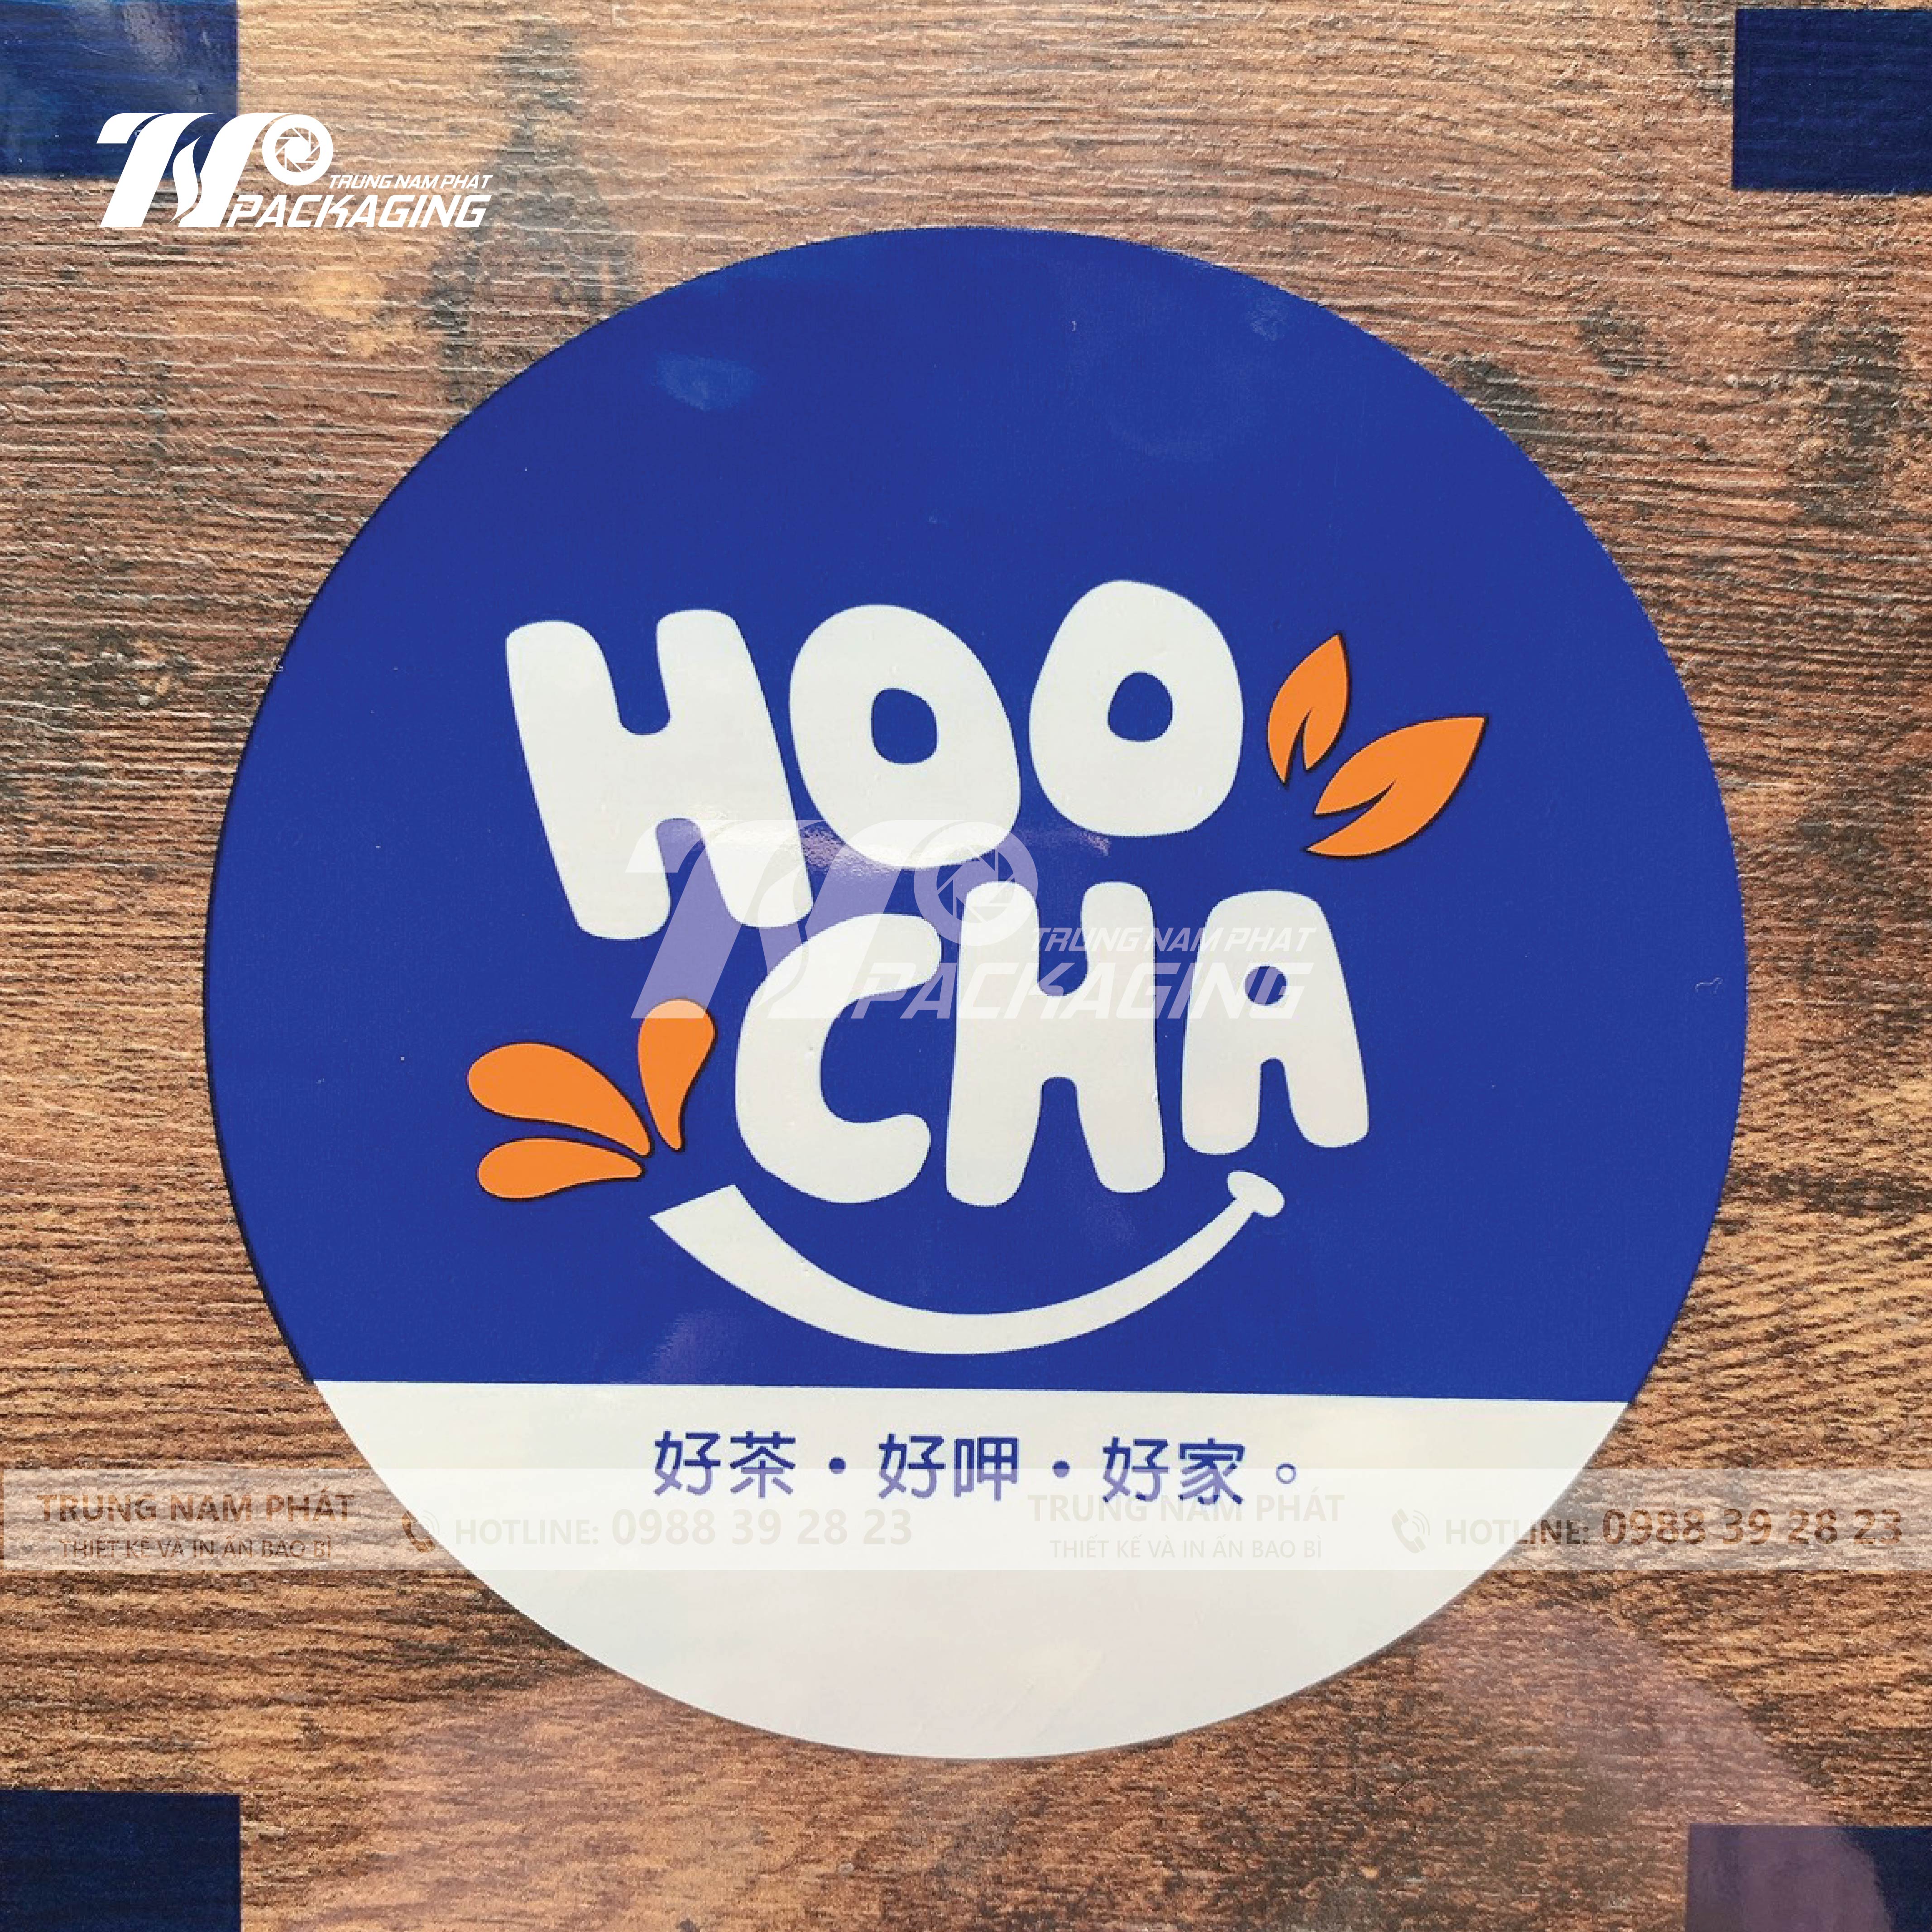 TRUNG NAM PHAT
PACKAGING
HOO
CHA
TRUNG NAM PHAT
PACKAGING
好茶・好呷・好家。
TRUNG NAM PHÁT HOTLINE: 0988 39 28 23 TRUNG NAM PHÁT HOTLINE: 0988 39 28 23
THIẾT KẾ VÀ IN ẤN BAO BÌ THIẾT KẾ VÀ IN ẤN BAO BÌ